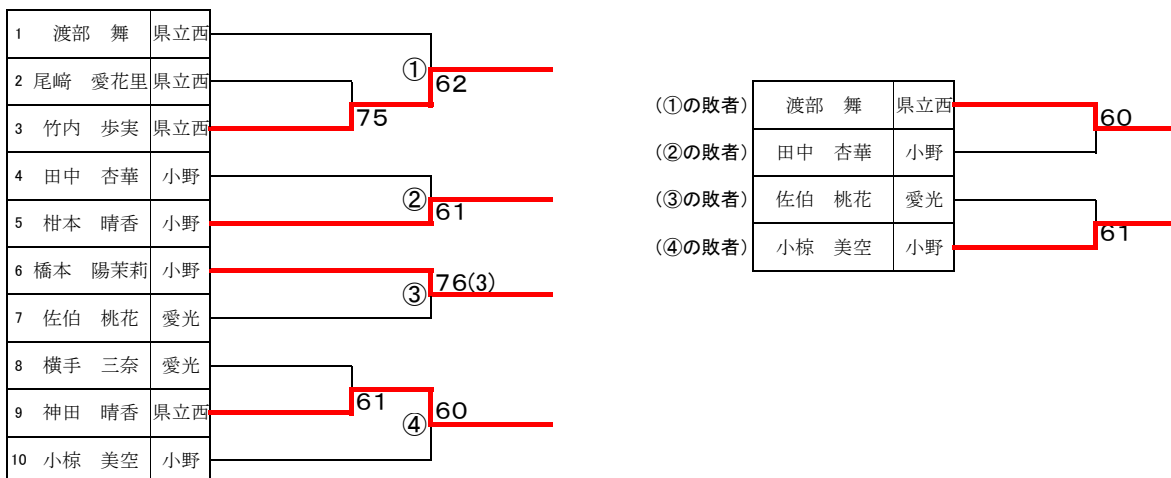 1 渡部 舞 県立西
2 尾﨑 愛花里 県立西
3 竹内 歩実 県立西
4 田中 杏華 小野
5 柑本 晴香 小野
6 橋本 陽茉莉 小野
7 佐伯 桃花 愛光
8 横手 三奈 愛光
9 神田 晴香 県立西
10 小椋 美空 小野
①
62
75
②
61
③
76(3)
61
④
60
(①の敗者) 渡部 舞 県立西
(②の敗者) 田中 杏華 小野
(③の敗者) 佐伯 桃花 愛光
(④の敗者) 小椋 美空 小野
60
61